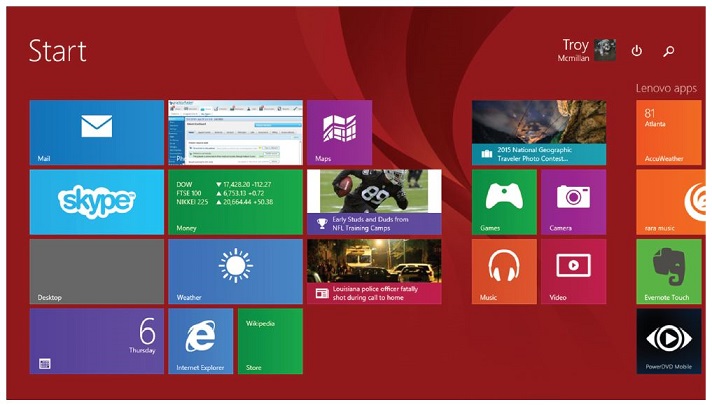 Start
Troy
Mcmillan
Lenovo apps
Mail
Maps
2015 National Geographic
Traveler Photo Contest...
81
Atlanta
AccuWeather
skype
DOW ▼ 17,428.20 -112.27
FTSE 100 ▲ 6,753.13 +0.72
NIKKEI 225 ▲ 20,664.44 +50.38
Money
89
Early Studs and Duds from
NFL Training Camps
Games
Camera
rara music
Desktop
Weather
Louisiana police officer fatally
shot during call to home
Music
Video
Evernote Touch
6
Thursday
Internet Explorer
Wikipedia
Store
PowerDVD Mobile